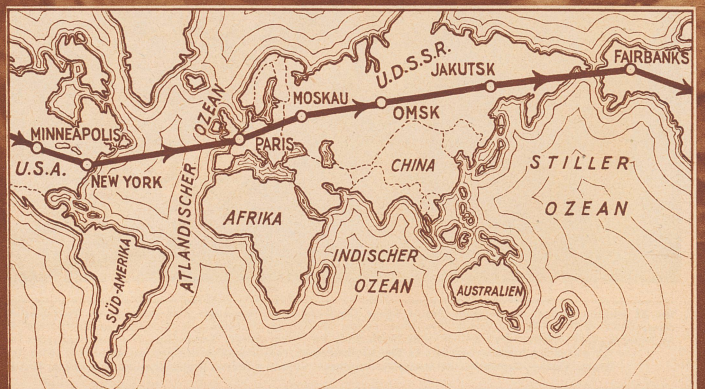 FAIRBANKS
U.D.S.S.R.
JAKUTSK
MOSKAU
OMSK
MINNEAPOLIS
U.S.A.
PARIS
NEW YORK
CHINA
STILLER
OZEAN
ATLANDISCHER OZEAN
AFRIKA
SÜD-AMERIKA
INDISCHER
OZEAN
AUSTRALIEN